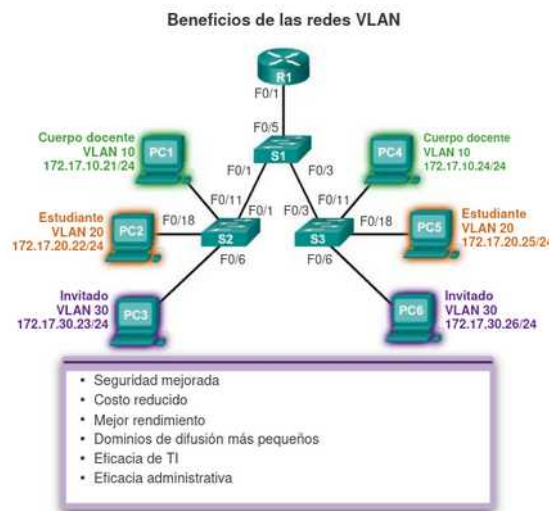 Beneficios de las redes VLAN
R1
F0/1
F0/5
S1
F0/1
F0/3
Cuerpo docente
VLAN 10
172.17.10.21/24
PC1
PC4
Cuerpo docente
VLAN 10
172.17.10.24/24
F0/11
F0/1
F0/3
F0/11
Estudiante
VLAN 20
172.17.20.22/24
PC2
F0/18
S2
S3
F0/18
PC5
Estudiante
VLAN 20
172.17.20.25/24
F0/6
F0/6
Invitado
VLAN 30
172.17.30.23/24
PC3
PC6
Invitado
VLAN 30
172.17.30.26/24
• Seguridad mejorada
• Costo reducido
• Mejor rendimiento
• Dominios de difusión más pequeños
• Eficacia de TI
• Eficacia administrativa